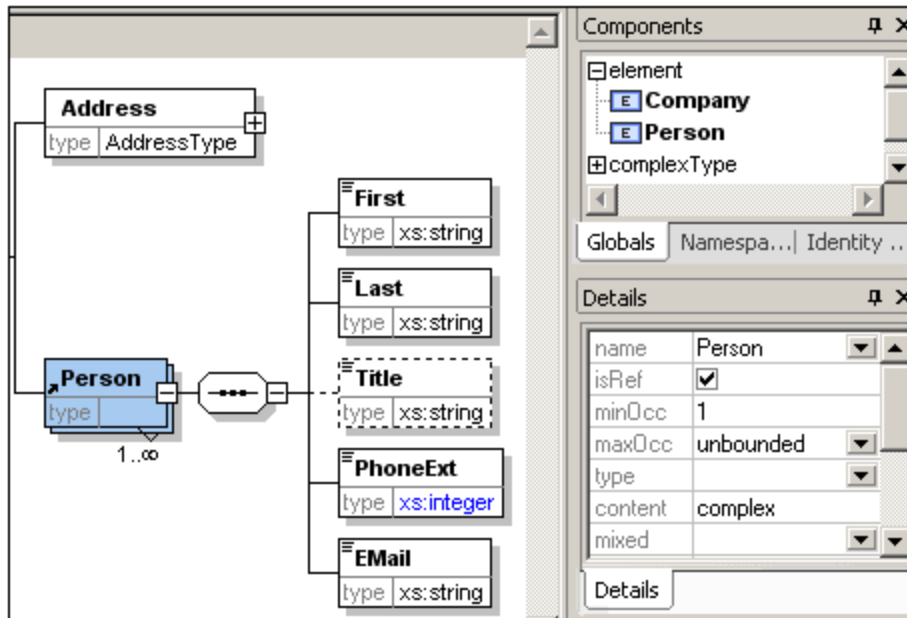 Address
type AddressType
First
type xs:string
Last
type xs:string
Person
type
1..∞
Title
type xs:string
PhoneExt
type xs:integer
EMail
type xs:string
Components
element
E Company
E Person
complexType
Globals Namespa... Identity ...
Details
name Person
isRef
minOcc 1
maxOcc unbounded
type
content complex
mixed
Details